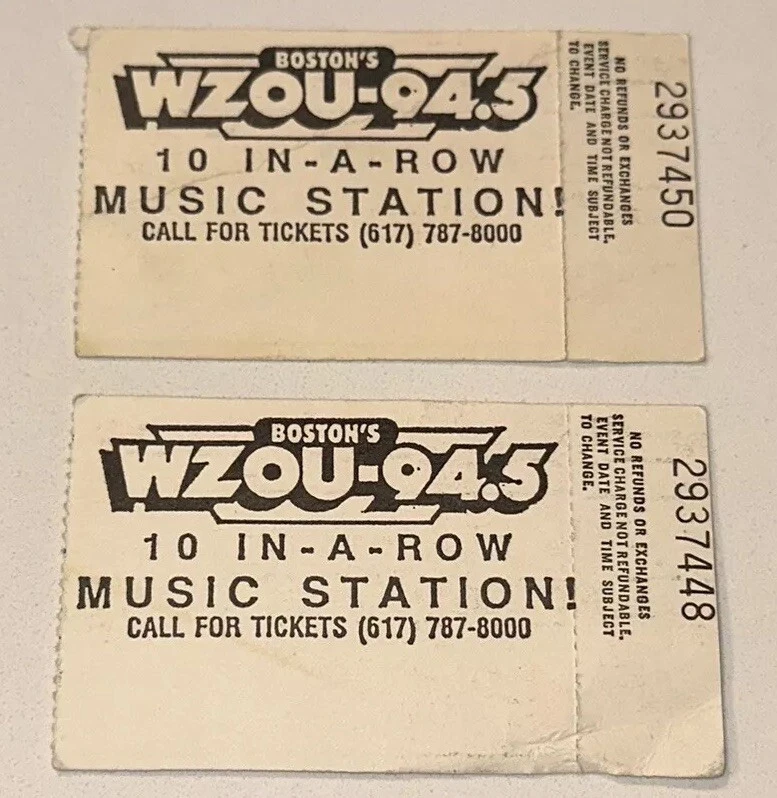 BOSTON'S
WZOU-94.5
10 IN-A-ROW
MUSIC STATION!
CALL FOR TICKETS (617) 787-8000
NO REFUNDS OR EXCHANGES
SERVICE CHARGE NOT REFUNDABLE.
EVENT DATE AND TIME SUBJECT
TO CHANGE.
2937450
BOSTON'S
WZOU-94.5
10 IN-A-ROW
MUSIC STATION!
CALL FOR TICKETS (617) 787-8000
NO REFUNDS OR EXCHANGES
SERVICE CHARGE NOT REFUNDABLE.
EVENT DATE AND TIME SUBJECT
TO CHANGE.
2937448